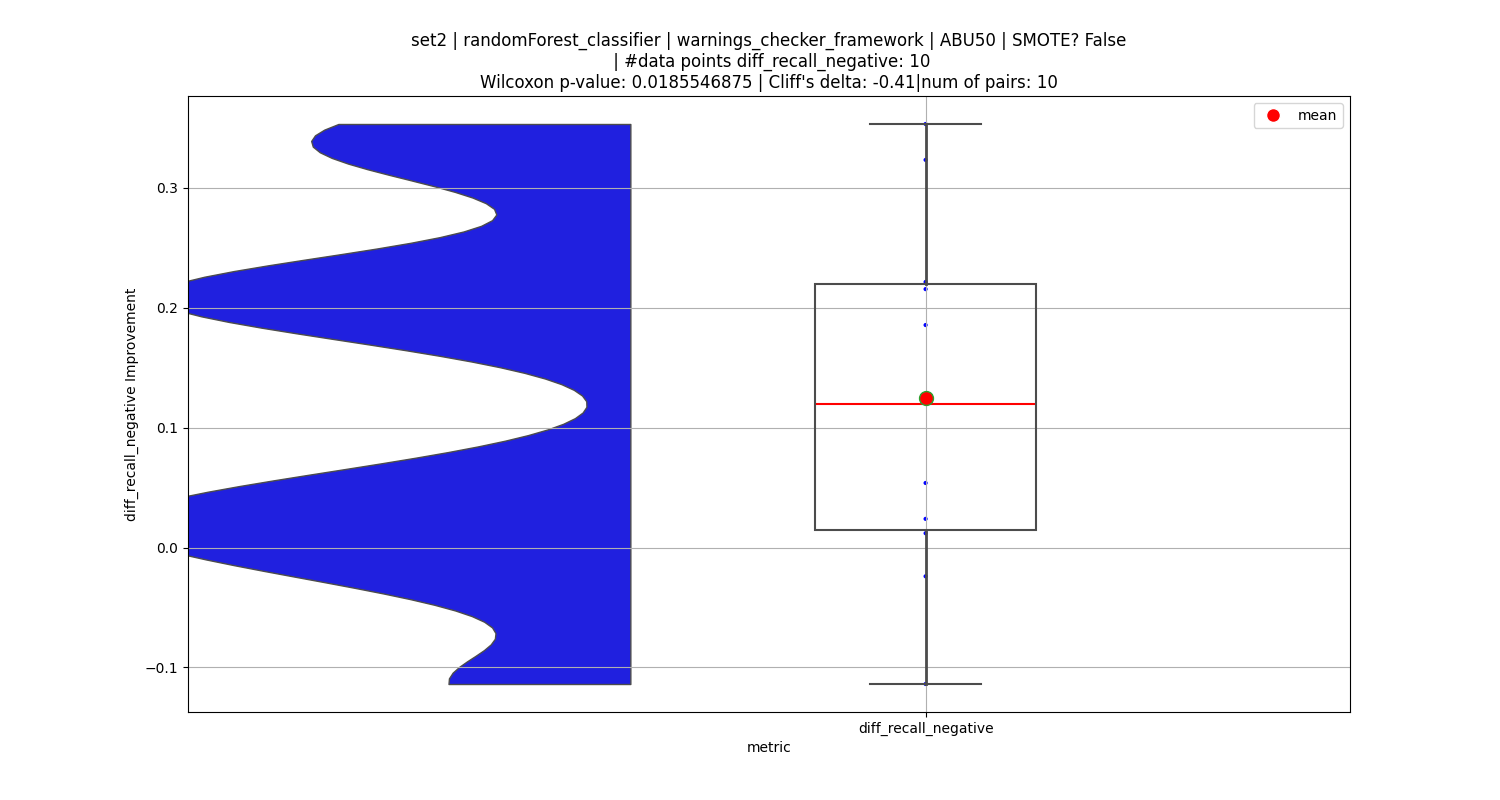 set2 | randomForest_classifier | warnings_checker_framework | ABU50 | SMOTE? False
| #data points diff_recall_negative: 10
Wilcoxon p-value: 0.0185546875 | Cliff's delta: -0.41|num of pairs: 10
mean
0.3
0.2
0.1
0.0
−0.1
diff_recall_negative Improvement
diff_recall_negative
metric